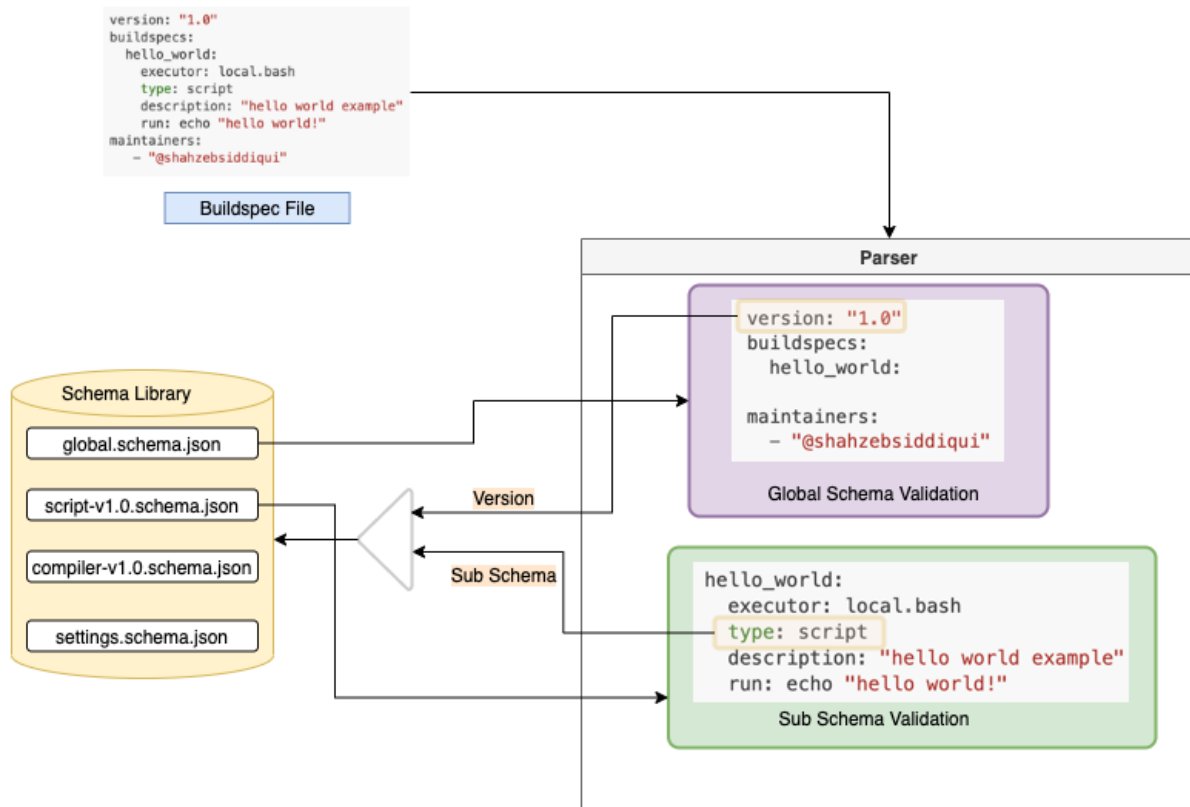 version: "1.0"
buildspecs:
  hello_world:
    executor: local.bash
    type: script
    description: "hello world example"
    run: echo "hello world!"
maintainers:
   - "@shahzebsiddiqui"
Buildspec File
Parser
version: "1.0"
buildspecs:
  hello_world:
maintainers:
  - "@shahzebsiddiqui"
Global Schema Validation
Schema Library
global.schema.json
script-v1.0.schema.json
compiler-v1.0.schema.json
settings.schema.json
Version
Sub Schema
hello_world:
  executor: local.bash
  type: script
  description: "hello world example"
  run: echo "hello world!"
Sub Schema Validation